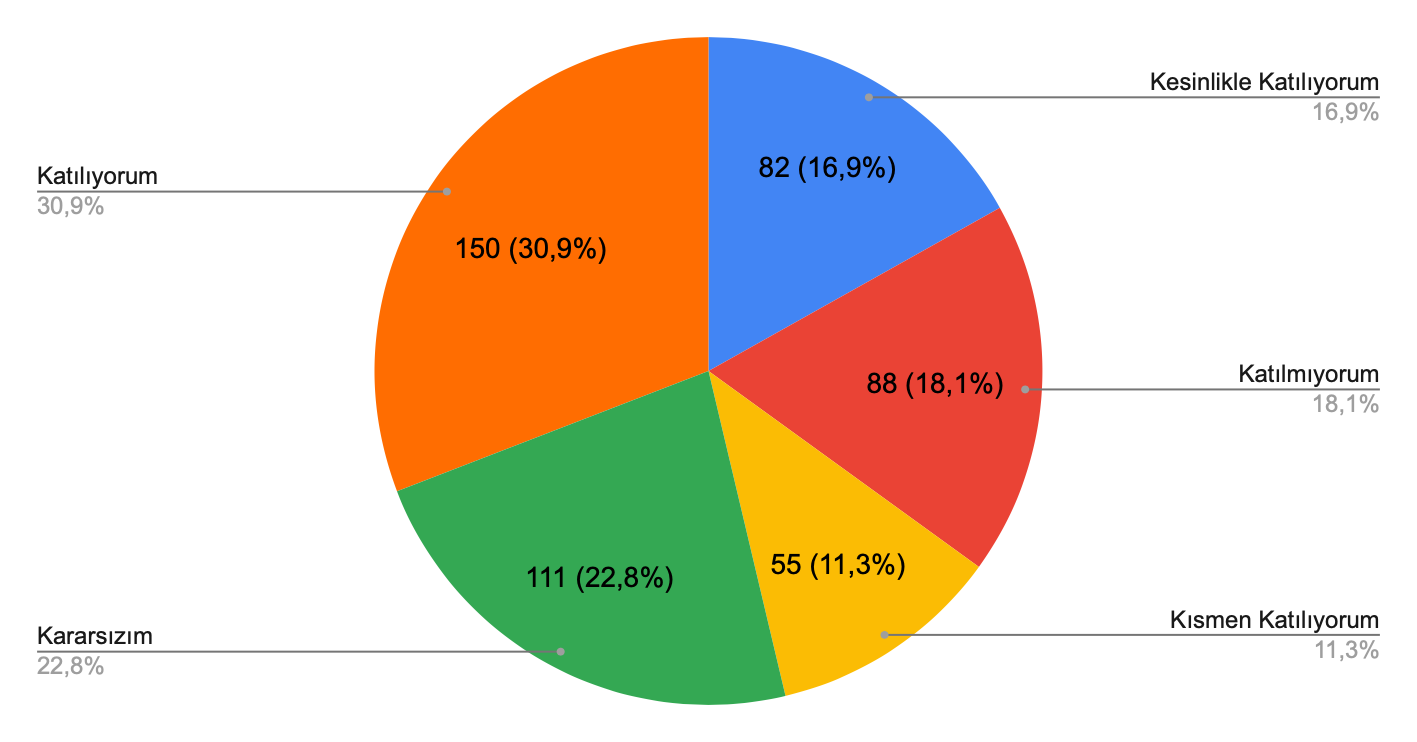 Kesinlikle Katılıyorum
16,9%
82 (16,9%)
Katılıyorum
30,9%
150 (30,9%)
Katılmıyorum
18,1%
88 (18,1%)
55 (11,3%)
111 (22,8%)
Kısmen Katılıyorum
11,3%
Kararsızım
22,8%